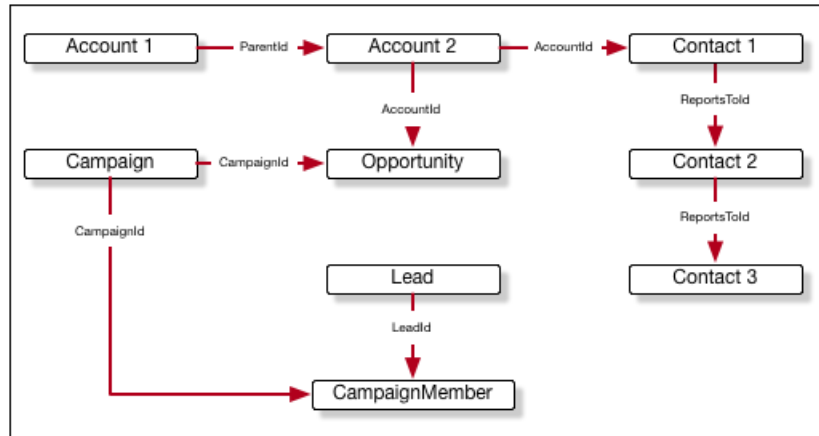 Account 1
ParentId
Account 2
AccountId
Contact 1
AccountId
ReportsToId
Campaign
CampaignId
Opportunity
Contact 2
CampaignId
ReportsToId
Lead
Contact 3
LeadId
CampaignMember